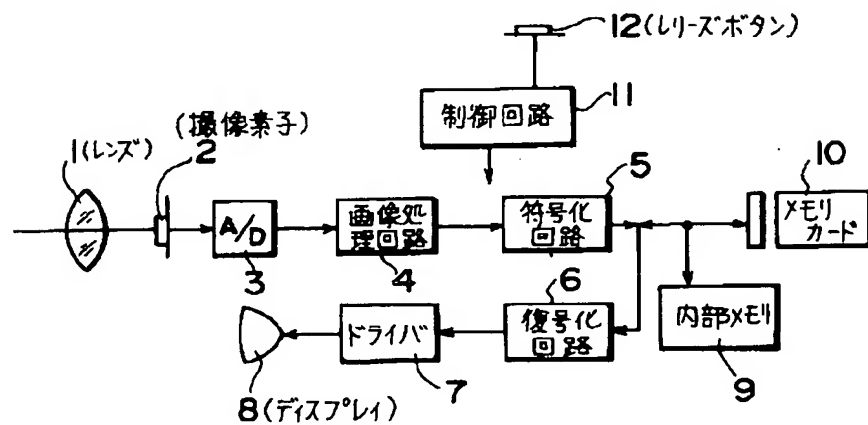 12(レリーズボタン)
制御回路
11
(撮像素子)
1(レンズ)
2
5
10
A/D
画像処
理回路
符号化
回路
メモリ
カード
3
4
6
ドライバ
復号化
回路
内部メモリ
8(ディスプレイ)
7
9